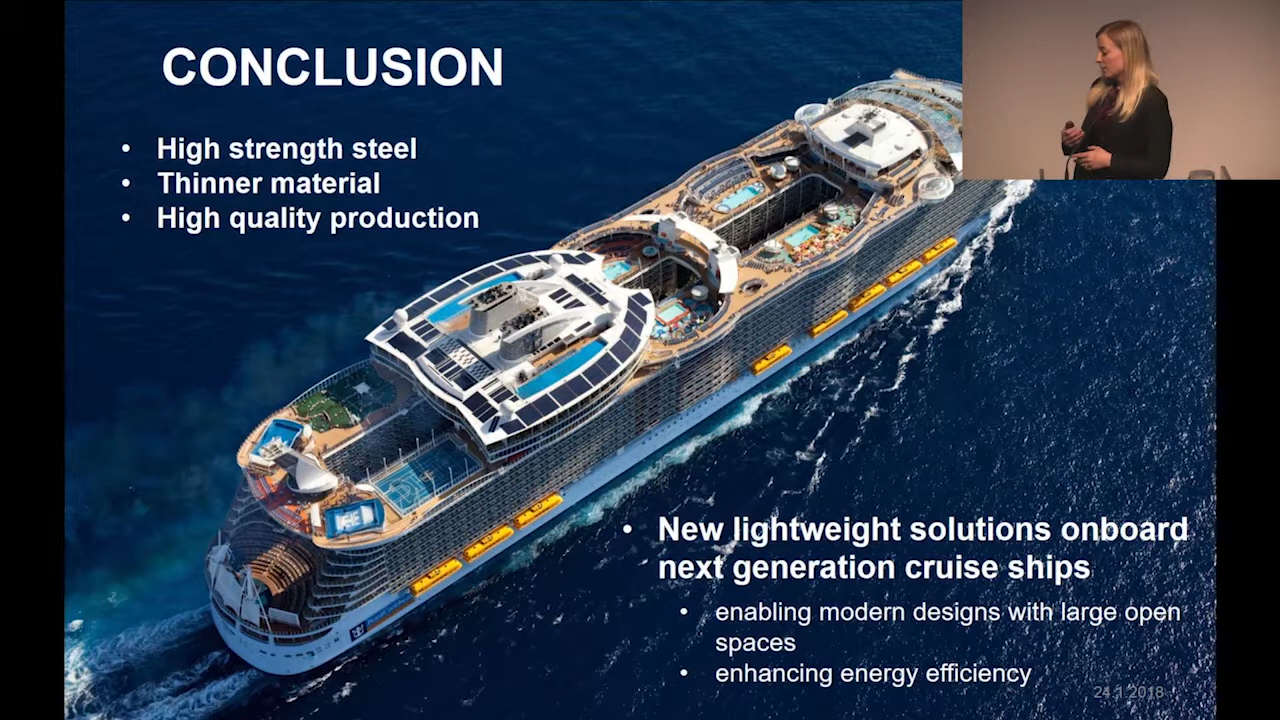 CONCLUSION
• High strength steel
• Thinner material
• High quality production
• New lightweight solutions onboard
next generation cruise ships
• enabling modern designs with large open
spaces
• enhancing energy efficiency
24.1.2018